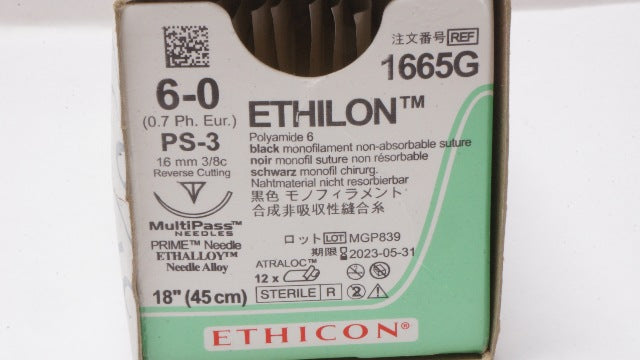 注文番号 REF
1665G
6-0
(0.7 Ph. Eur.)
PS-3
16 mm 3/8c
Reverse Cutting
MultiPass™
NEEDLES
PRIME™ Needle
ETHALLOY™
Needle Alloy
18" (45 cm)
ETHILON™
Polyamide 6
black monofilament non-absorbable suture
noir monofil suture non résorbable
schwarz monofil chirurg.
Nahtmaterial nicht resorbierbar
黒色 モノフィラメント
合成非吸収性縫合糸
ロット LOT MGP839
期限 2023-05-31
ATRALOC™
12 x
STERILE R
ETHICON®